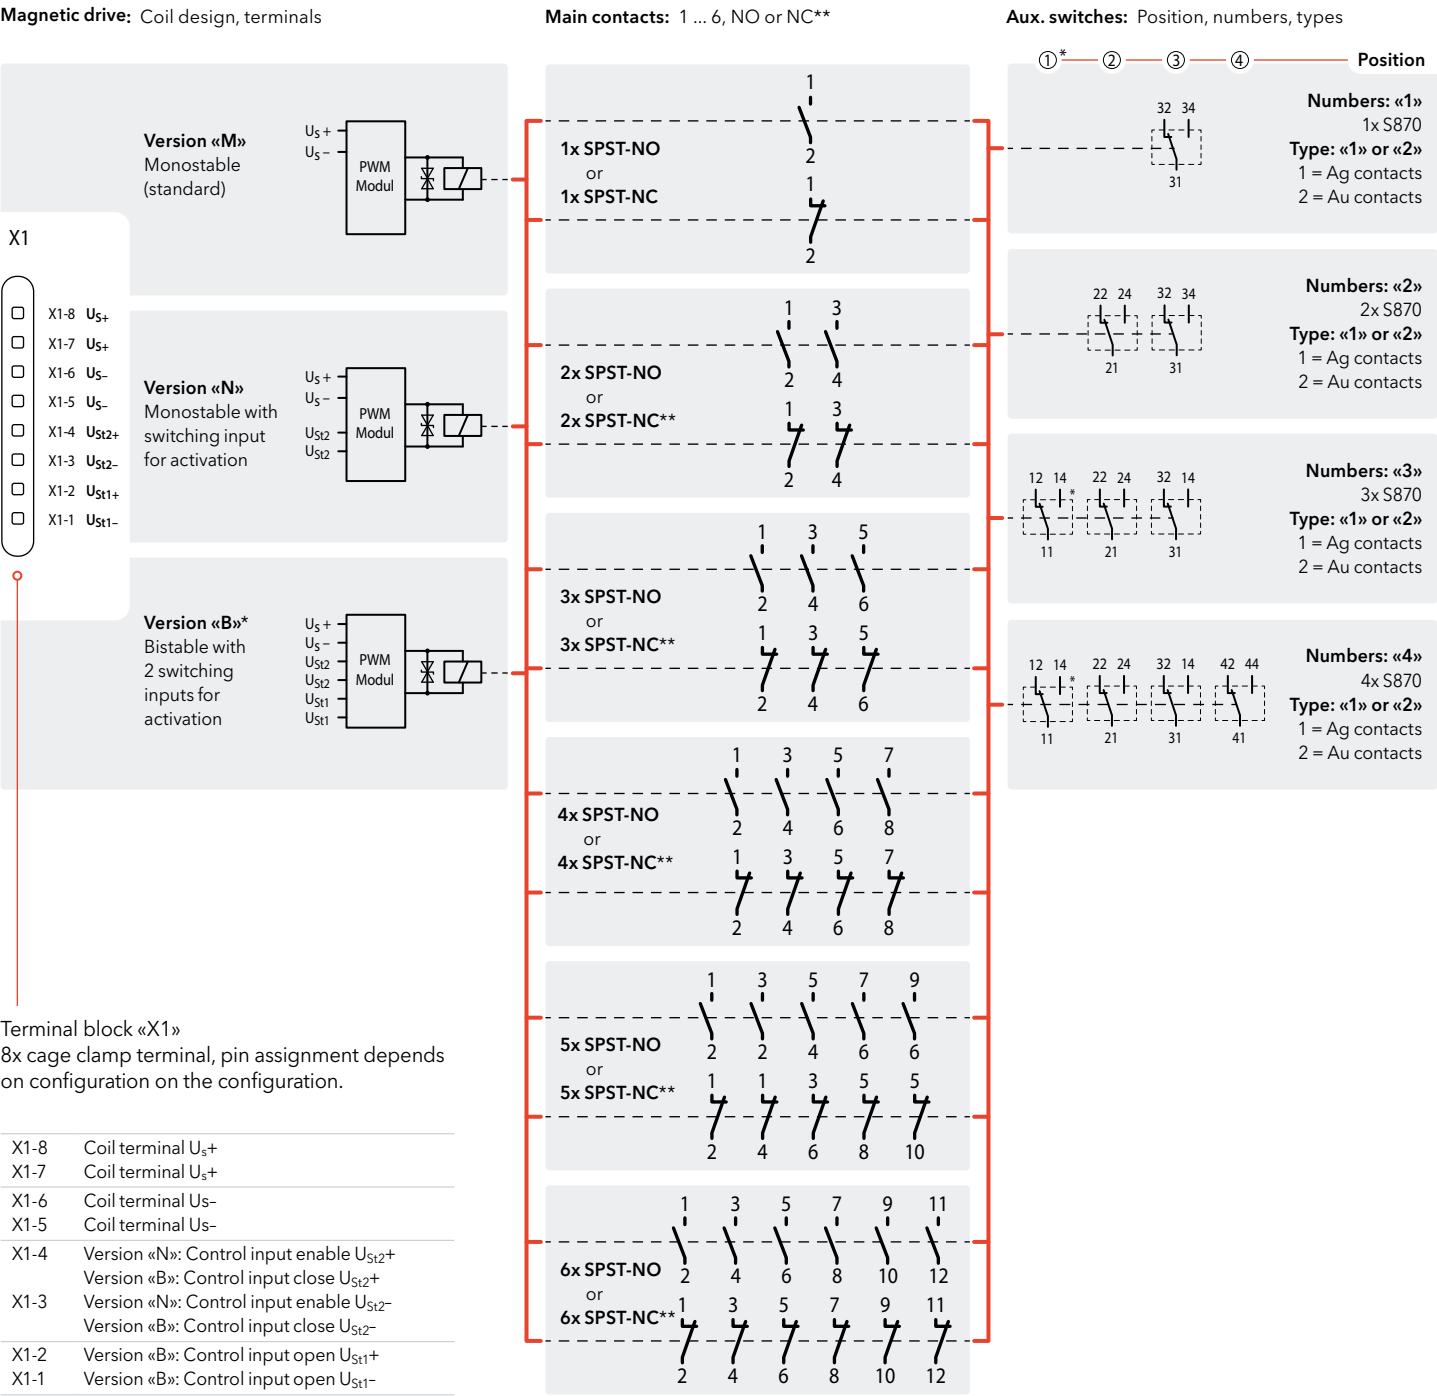 Magnetic drive: Coil design, terminals
Version «M»
Monostable
(standard)
US+
US–
PWM
Modul
X1
X1-8 US+
X1-7 US+
X1-6 US–
X1-5 US–
X1-4 USt2+
X1-3 USt2–
X1-2 USt1+
X1-1 USt1–
Version «N»
Monostable with
switching input
for activation
US+
US–
USt2
USt2
PWM
Modul
Version «B»*
Bistable with
2 switching
inputs for
activation
US+
US–
USt2
USt2
USt1
USt1
PWM
Modul
Terminal block «X1»
8x cage clamp terminal, pin assignment depends
on configuration on the configuration.
X1-8 Coil terminal Us+
X1-7 Coil terminal Us+
X1-6 Coil terminal Us–
X1-5 Coil terminal Us–
X1-4 Version «N»: Control input enable USt2+
Version «B»: Control input close USt2+
X1-3 Version «N»: Control input enable USt2–
Version «B»: Control input close USt2–
X1-2 Version «B»: Control input open USt1+
X1-1 Version «B»: Control input open USt1–
Main contacts: 1 ... 6, NO or NC**
1
2
1x SPST-NO
or
1x SPST-NC
1
2
1 3
2 4
2x SPST-NO
or
2x SPST-NC**
1 3
2 4
1 3 5
2 4 6
3x SPST-NO
or
3x SPST-NC**
1 3 5
2 4 6
1 3 5 7
2 4 6 8
4x SPST-NO
or
4x SPST-NC**
1 3 5 7
2 4 6 8
1 3 5 7 9
2 2 4 6 6
5x SPST-NO
or
5x SPST-NC**
1 1 3 5 5
2 4 6 8 10
1 3 5 7 9 11
2 4 6 8 10 12
6x SPST-NO
or
6x SPST-NC**
1 3 5 7 9 11
2 4 6 8 10 12
Aux. switches: Position, numbers, types
①* ② ③ ④ Position
32 34
31
Numbers: «1»
1x S870
Type: «1» or «2»
1 = Ag contacts
2 = Au contacts
22 24 32 34
21 31
Numbers: «2»
2x S870
Type: «1» or «2»
1 = Ag contacts
2 = Au contacts
12 14 * 22 24 32 14
11 21 31
Numbers: «3»
3x S870
Type: «1» or «2»
1 = Ag contacts
2 = Au contacts
12 14 * 22 24 32 14 42 44
11 21 31 41
Numbers: «4»
4x S870
Type: «1» or «2»
1 = Ag contacts
2 = Au contacts